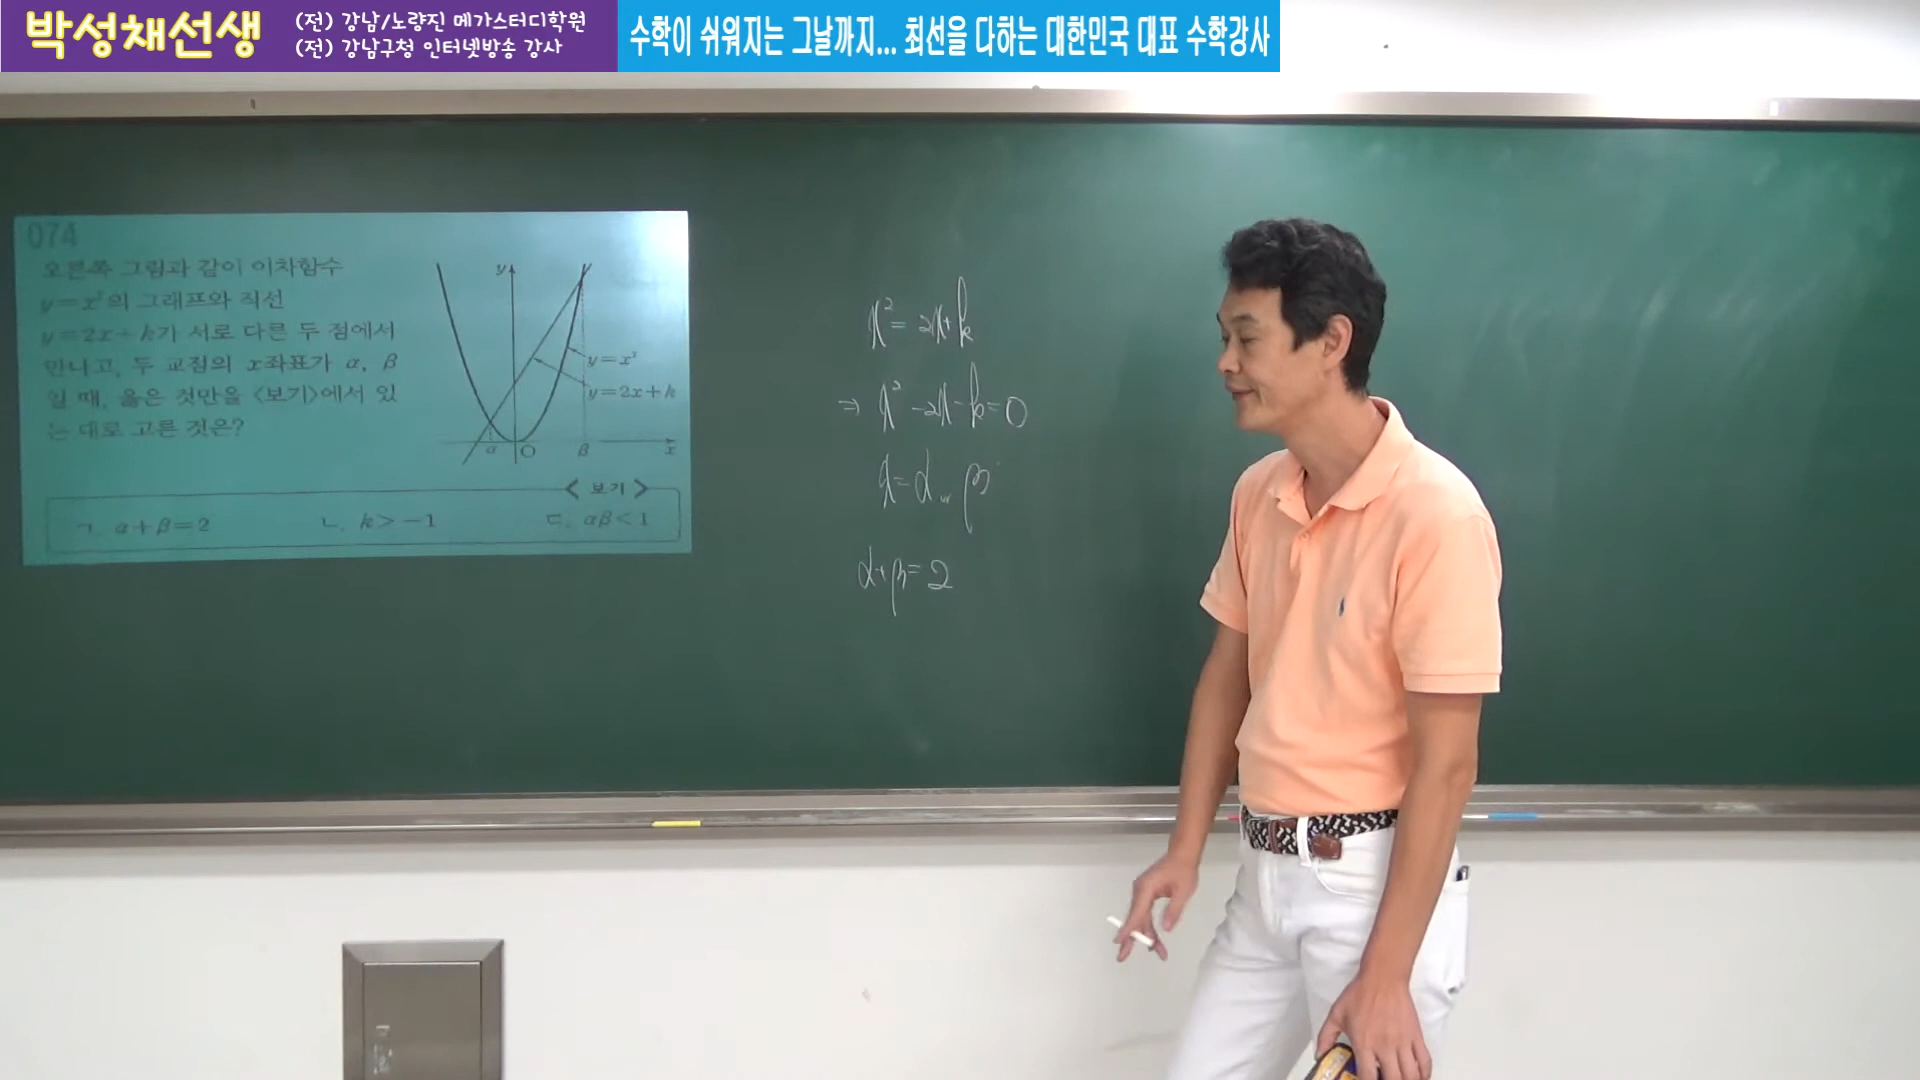 박성채선생
(전) 강남/노량진 메가스터디학원
(전) 강남구청 인터넷방송 강사
수학이 쉬워지는 그날까지... 최선을 다하는 대한민국 대표 수학강사
074
오른쪽 그림과 같이 이차함수
y=x²의 그래프와 직선
y=2x+k가 서로 다른 두 점에서
만나고, 두 교점의 x좌표가 α, β
일 때, 옳은 것만을 <보기>에서 있
는 대로 고른 것은?
y
y=x²
y=2x+k
α O β x
<보기>
ㄱ. α+β=2 ㄴ. k>-1 ㄷ. αβ<1
x²=2x+k
⇒ x²-2x-k=0
x=α or β
α+β=2